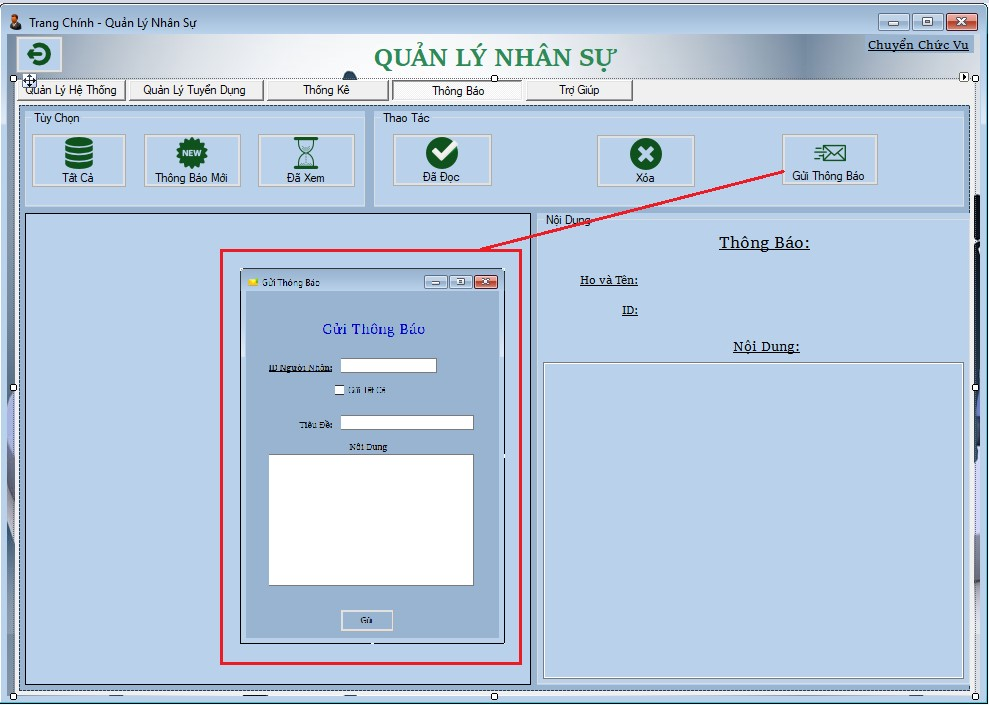 Trang Chính - Quản Lý Nhân Sự
QUẢN LÝ NHÂN SỰ
Chuyển Chức Vu
Quản Lý Hệ Thống
Quản Lý Tuyển Dụng
Thống Kê
Thông Báo
Trợ Giúp
Tùy Chọn
Tất Cả
NEW
Thông Báo Mới
Đã Xem
Thao Tác
Đã Đọc
Xóa
Gửi Thông Báo
Nội Dung
Thông Báo:
Họ và Tên:
ID:
Nội Dung:
Gửi Thông Báo
Gửi Thông Báo
ID Người Nhận:
Gửi Tất Cả
Tiêu Đề:
Nội Dung
Gửi